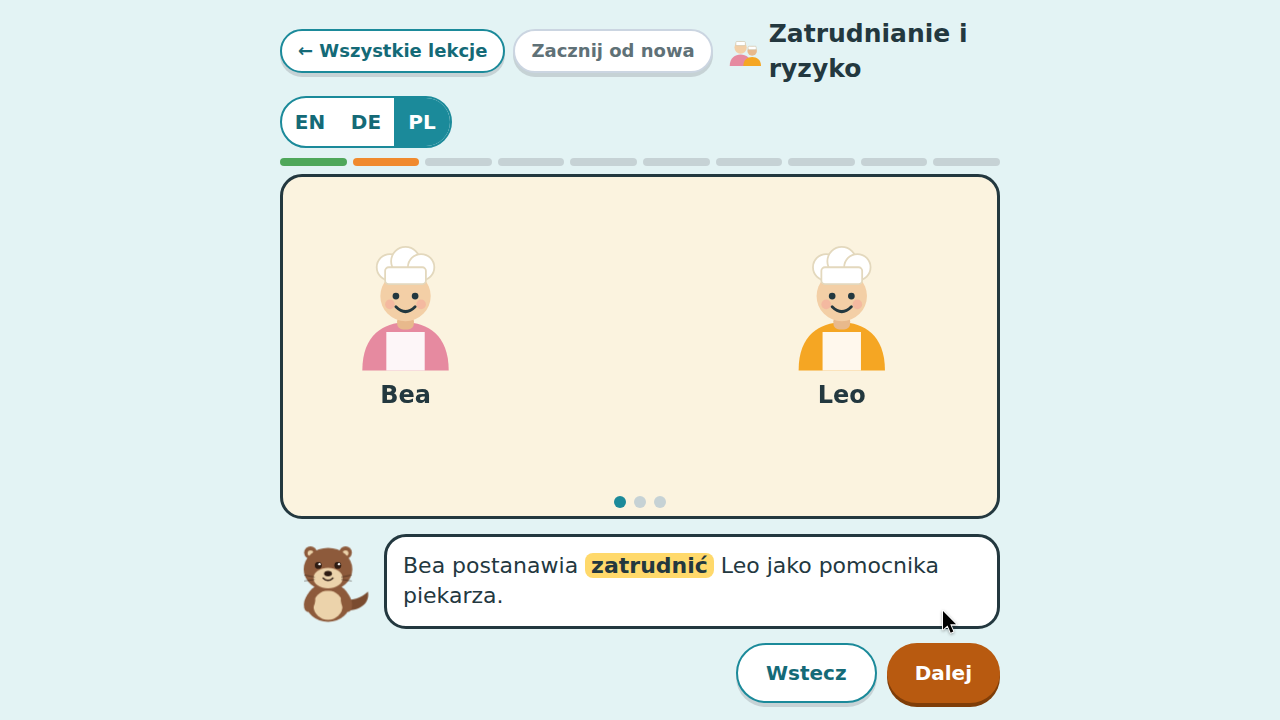 ← Wszystkie lekcje
Zacznij od nowa
Zatrudnianie i
ryzyko
EN DE PL
Bea
Leo
Bea postanawia zatrudnić Leo jako pomocnika
piekarza.
Wstecz
Dalej